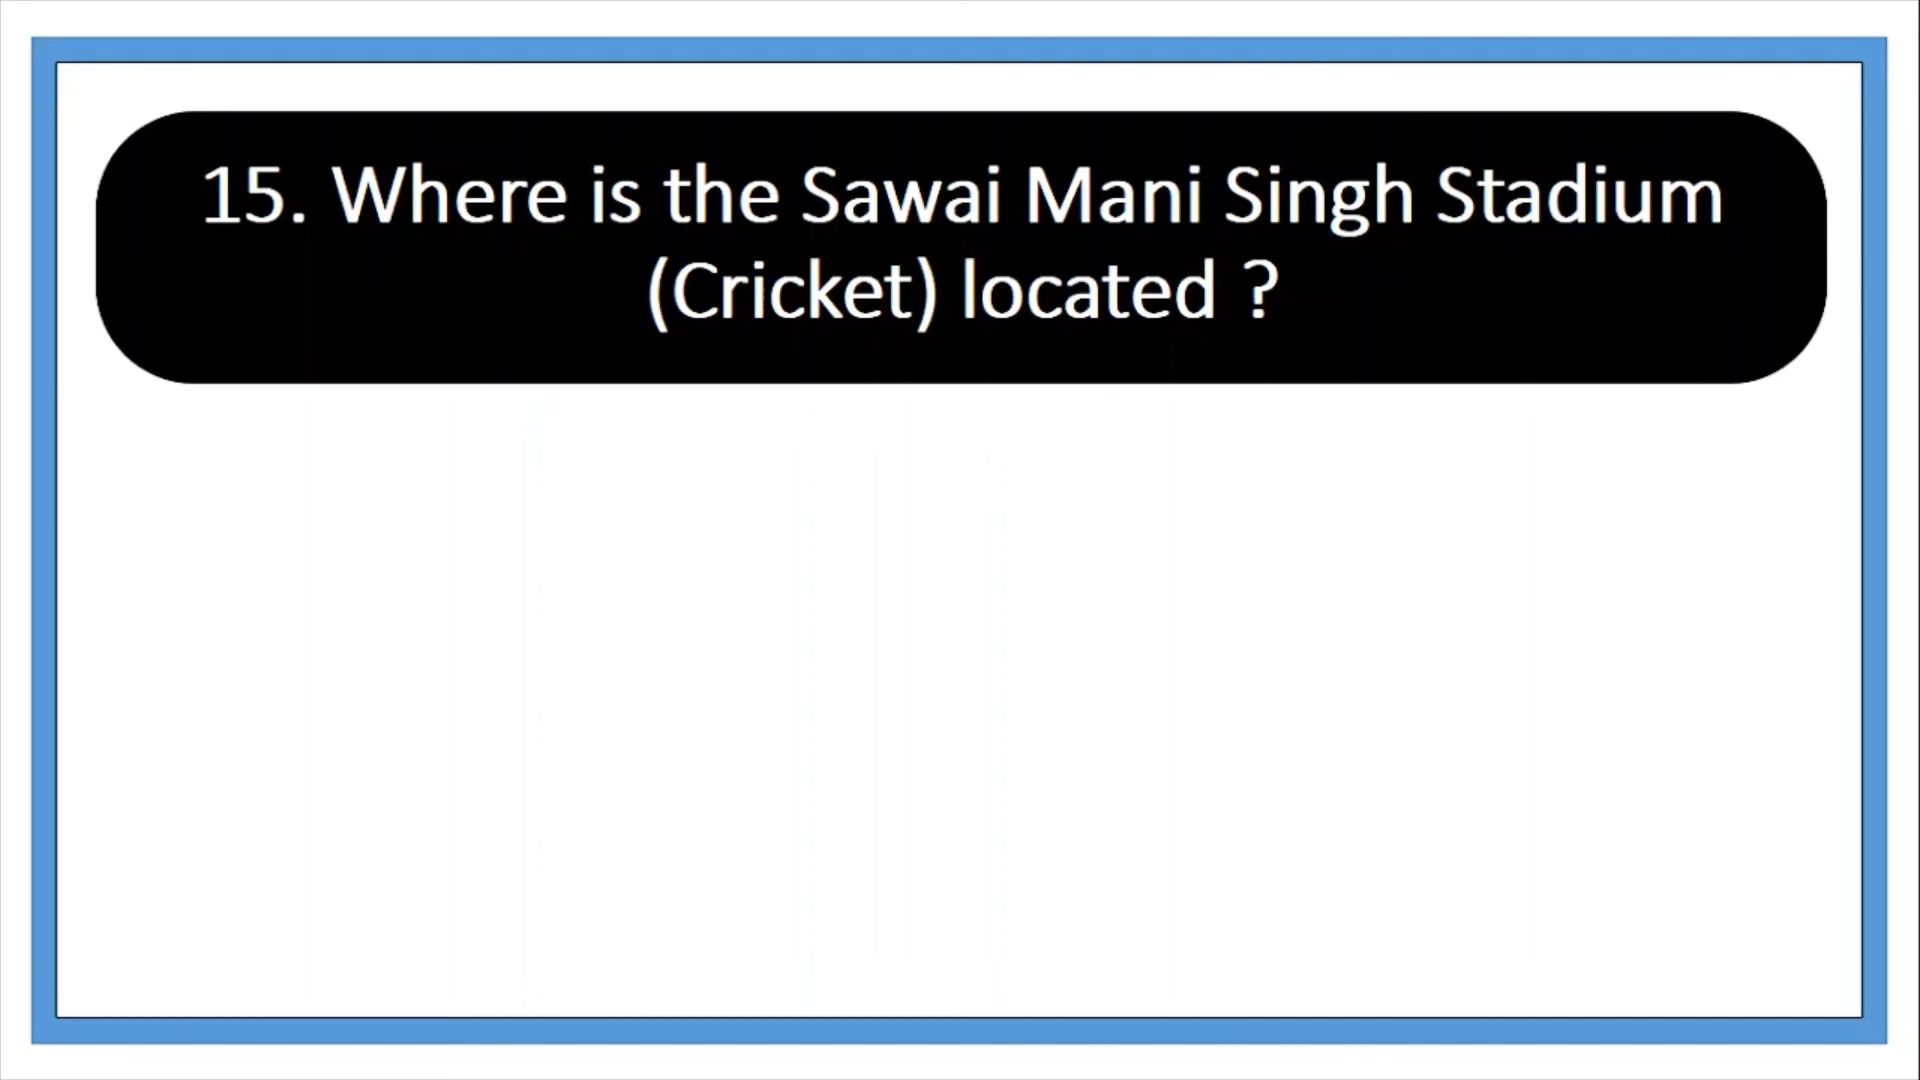 15. Where is the Sawai Mani Singh Stadium
(Cricket) located ?